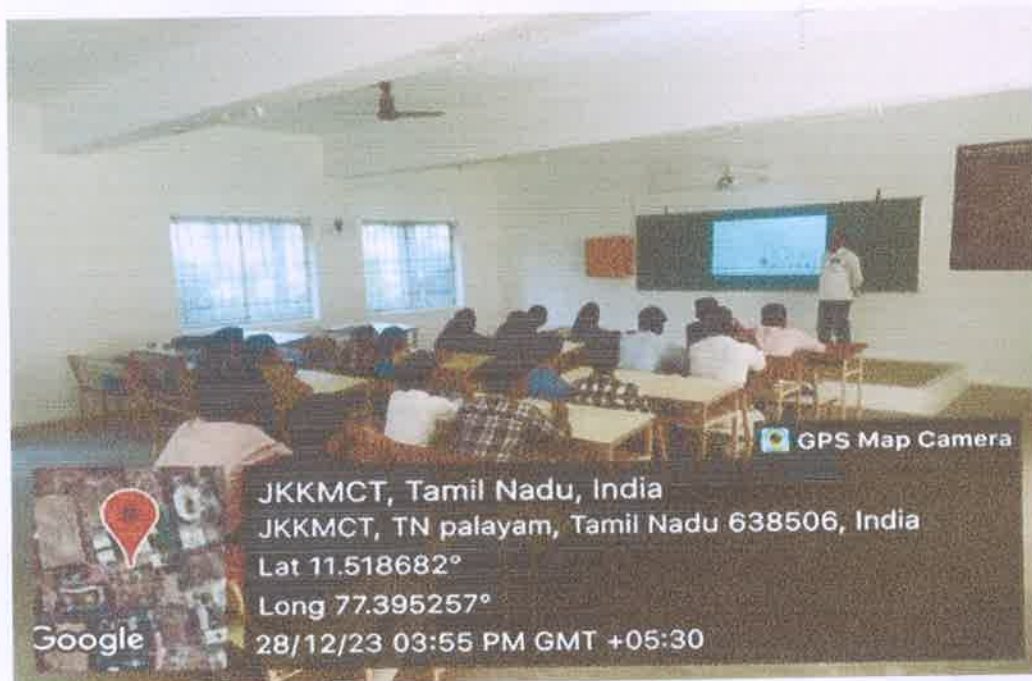 GPS Map Camera
JKKMCT, Tamil Nadu, India
JKKMCT, TN palayam, Tamil Nadu 638506, India
Lat 11.518682°
Long 77.395257°
28/12/23 03:55 PM GMT +05:30
Google